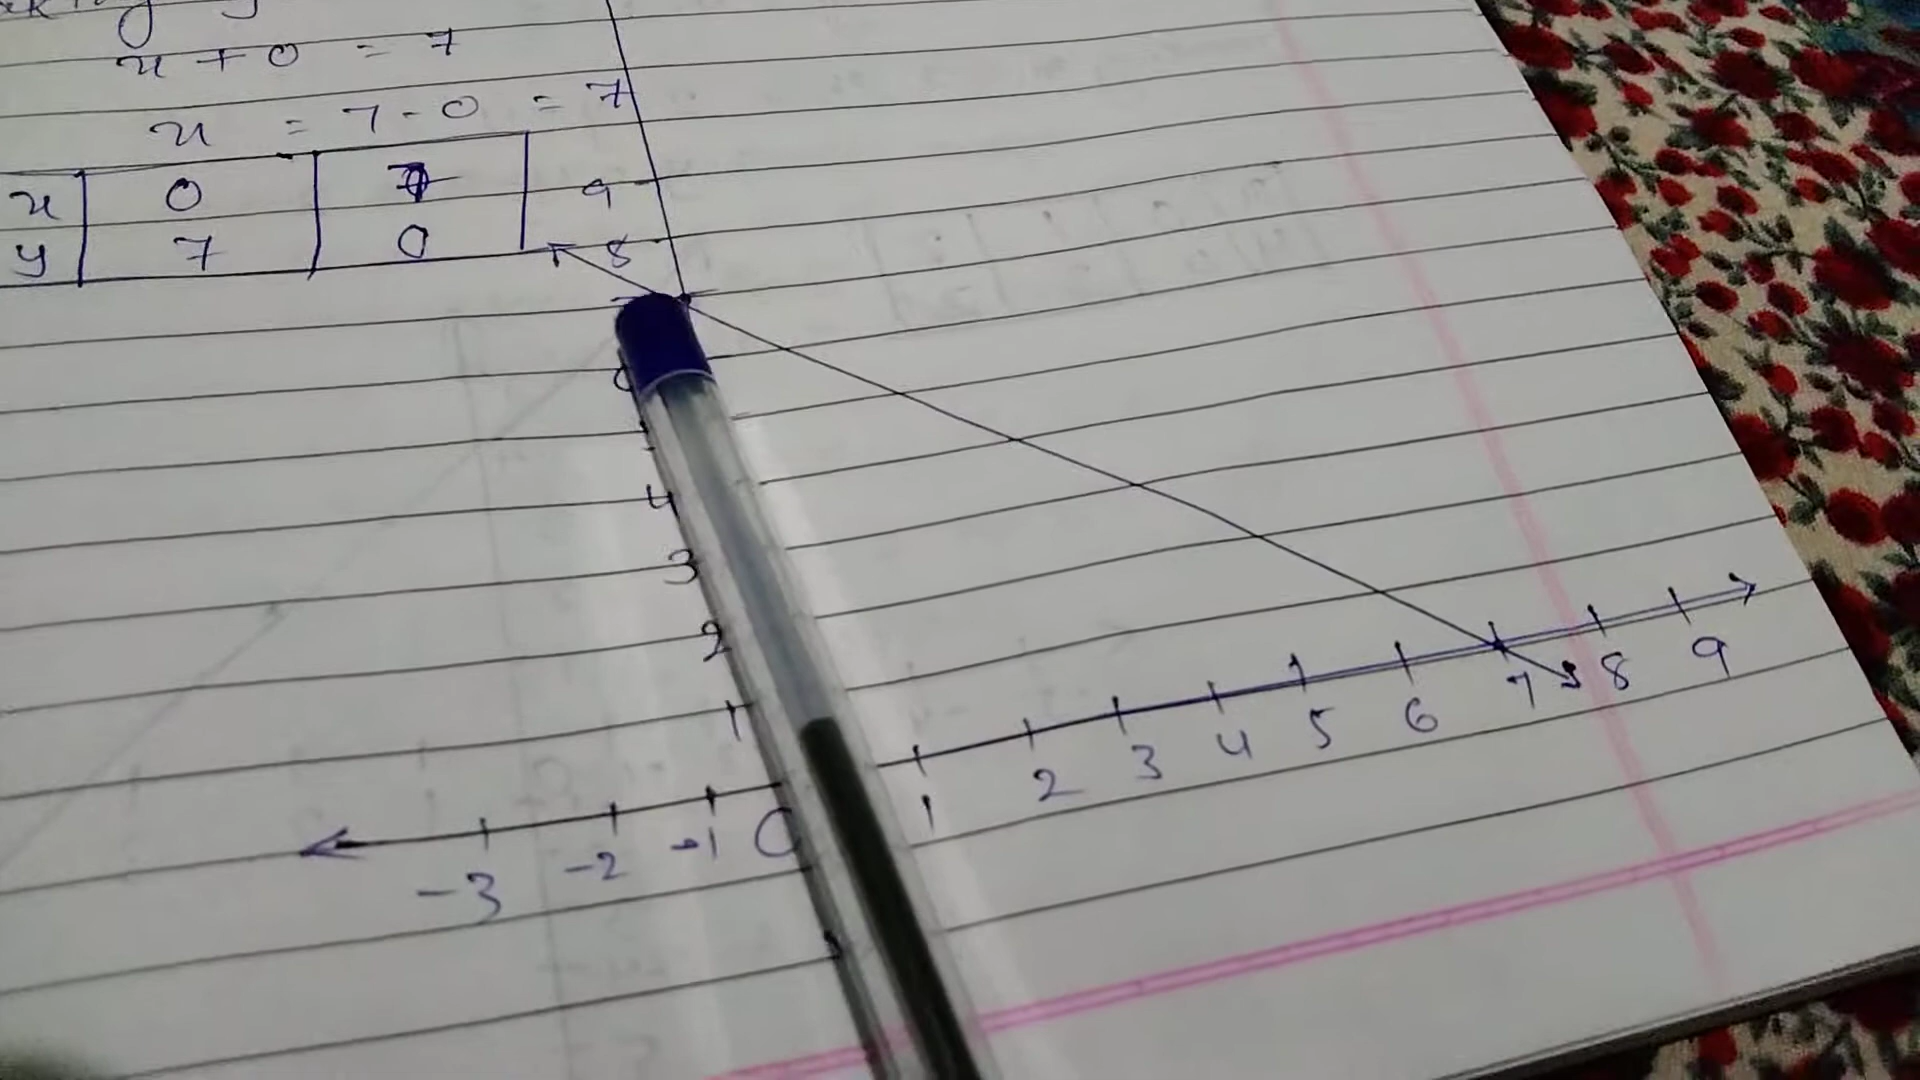 x + 0 = 7
x = 7 - 0 = 7
x 0 7
y 7 0
9
8
4
3
2
1
-3 -2 -1 0 1 2 3 4 5 6 7 8 9